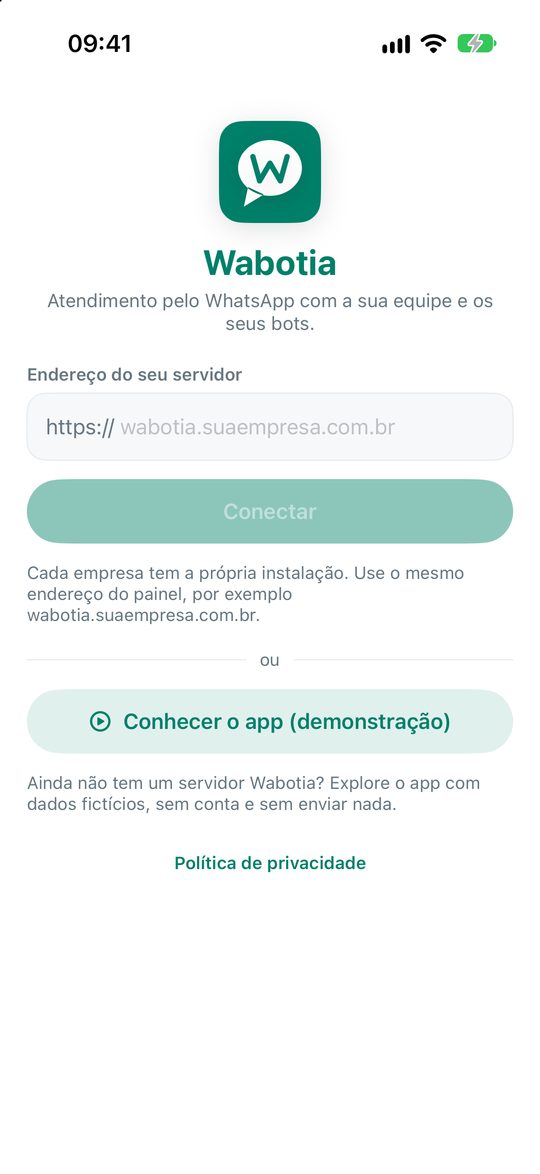 09:41
W
Wabotia
Atendimento pelo WhatsApp com a sua equipe e os
seus bots.
Endereço do seu servidor
https:// wabotia.suaempresa.com.br
Conectar
Cada empresa tem a própria instalação. Use o mesmo
endereço do painel, por exemplo
wabotia.suaempresa.com.br.
ou
Conhecer o app (demonstração)
Ainda não tem um servidor Wabotia? Explore o app com
dados fictícios, sem conta e sem enviar nada.
Política de privacidade